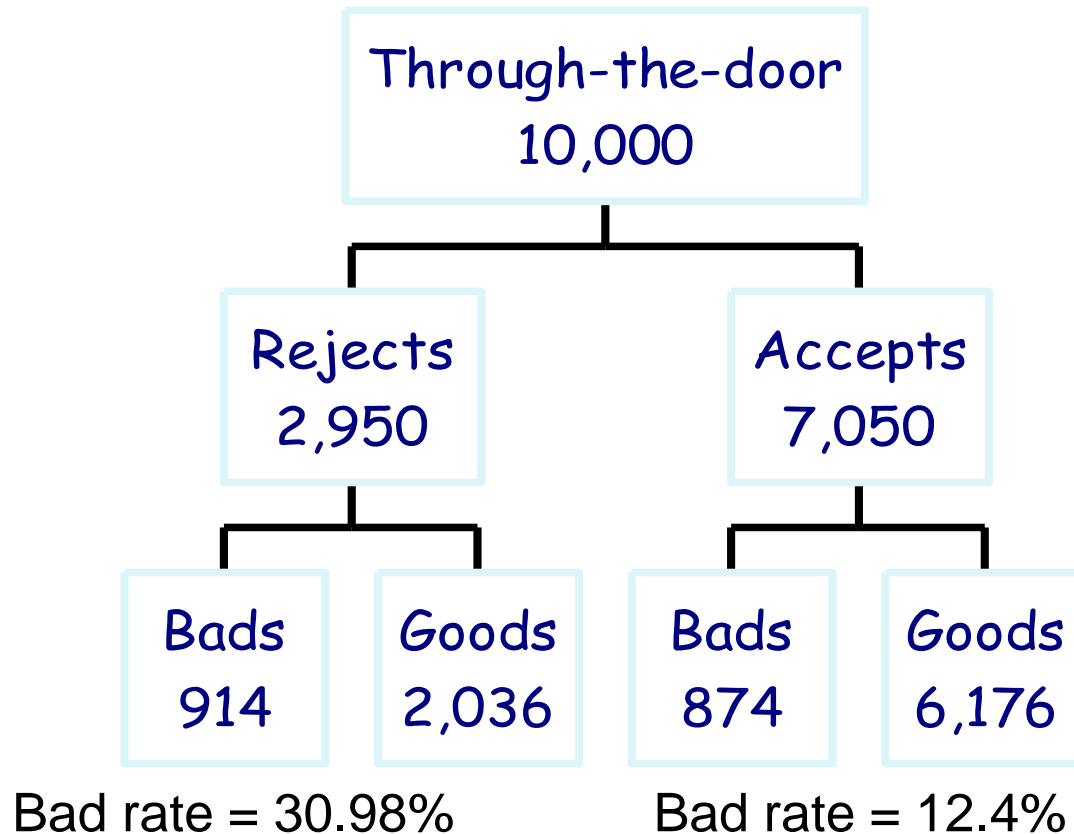 Through-the-door
10,000
Rejects
2,950
Accepts
7,050
Bads
914
Goods
2,036
Bads
874
Goods
6,176
Bad rate = 30.98%
Bad rate = 12.4%